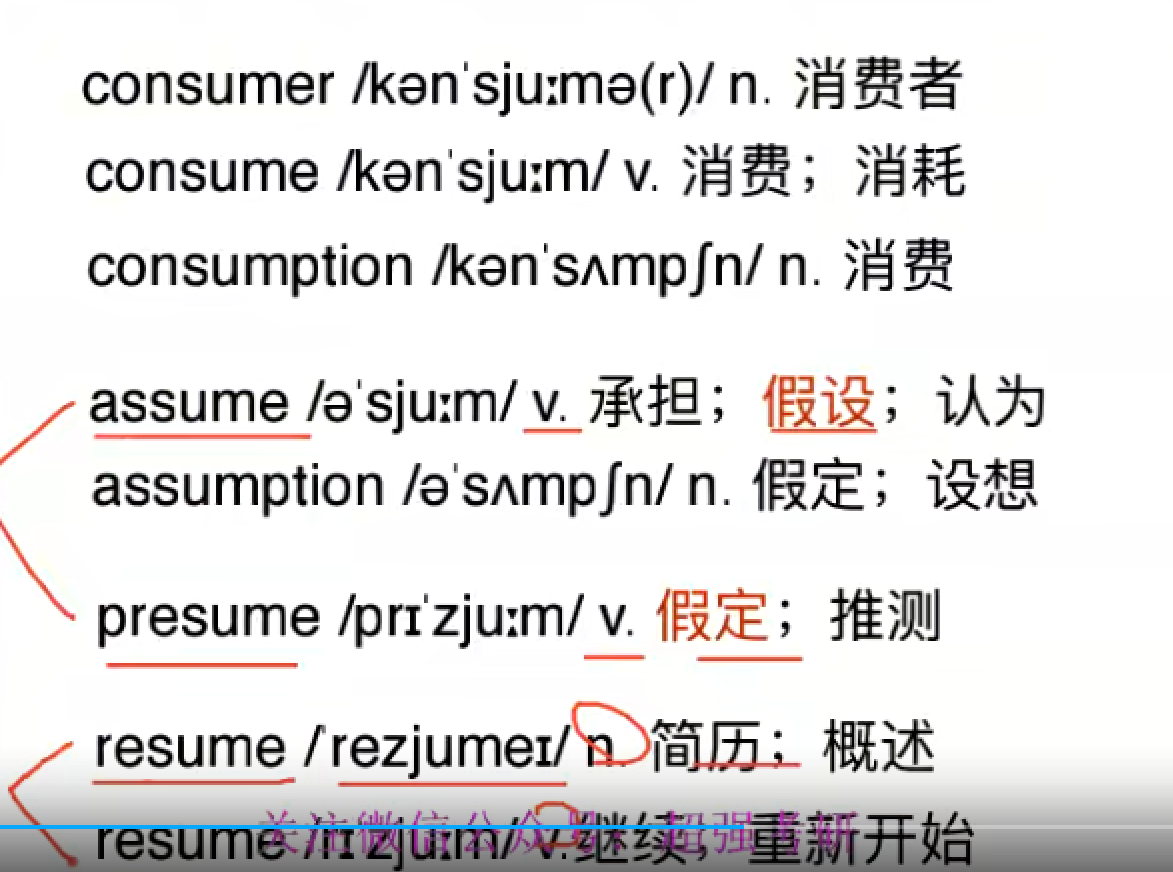 consumer /kənˈsjuːmə(r)/ n. 消费者
consume /kənˈsjuːm/ v. 消费；消耗
consumption /kənˈsʌmpʃn/ n. 消费
assume /əˈsjuːm/ v. 承担；假设；认为
assumption /əˈsʌmpʃn/ n. 假定；设想
presume /prɪˈzjuːm/ v. 假定；推测
resume /ˈrezjumeɪ/ n. 简历；概述
resume /rɪˈzjuːm/ v. 继续；重新开始
关注微信公众号：超强考研